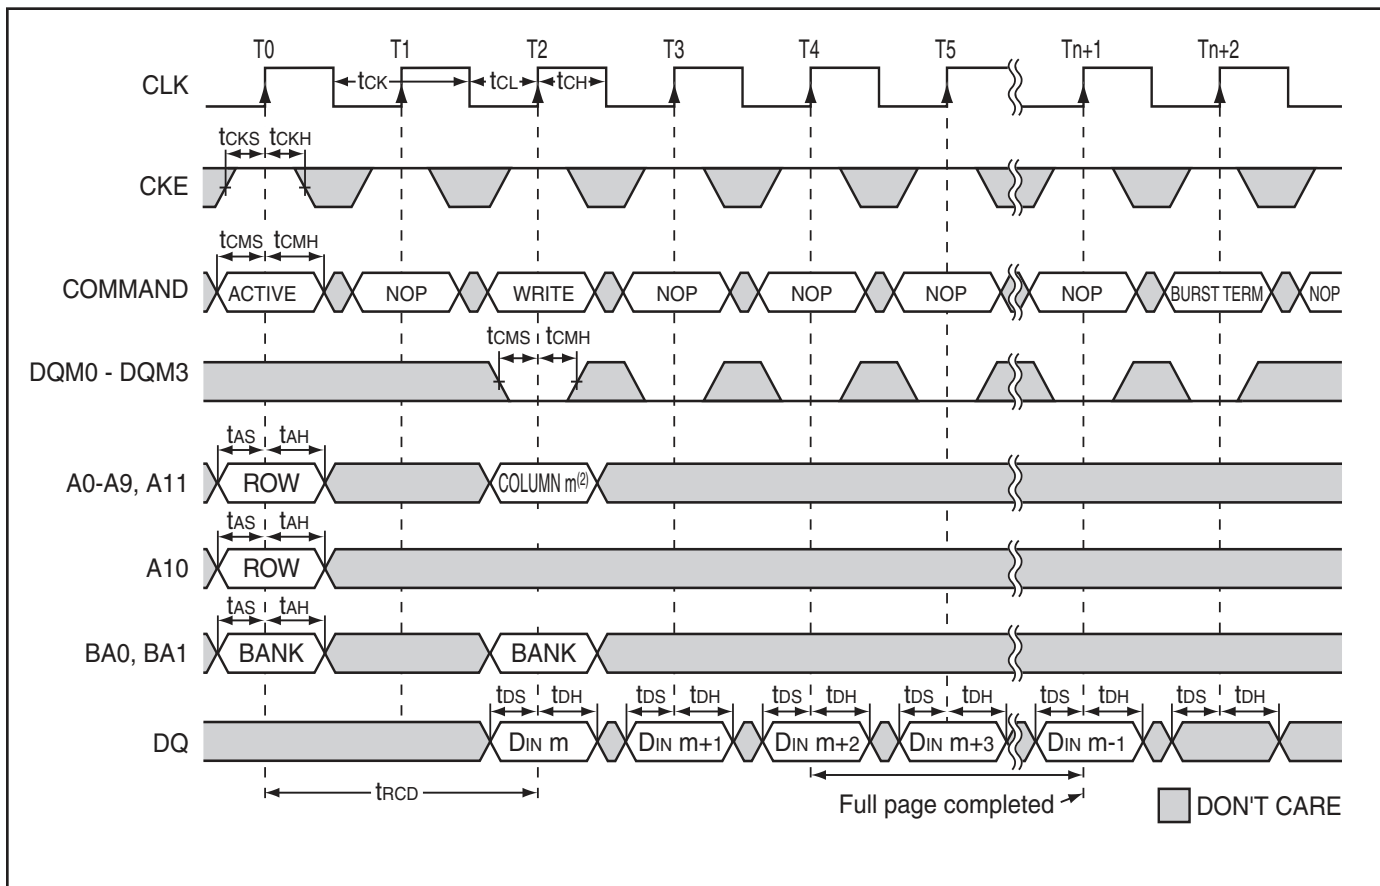 T0 T1 T2 T3 T4 T5 Tn+1 Tn+2
CLK tCK tCL tCH
tCKS tCKH
CKE
tCMS tCMH
COMMAND ACTIVE NOP WRITE NOP NOP NOP NOP BURST TERM NOP
tCMS tCMH
DQM0 - DQM3
tAS tAH
A0-A9, A11 ROW COLUMN m(2)
tAS tAH
A10 ROW
tAS tAH
BA0, BA1 BANK BANK
tDS tDH tDS tDH tDS tDH tDS tDH tDS tDH tDS tDH
DQ DIN m DIN m+1 DIN m+2 DIN m+3 DIN m-1
tRCD
Full page completed
DON'T CARE